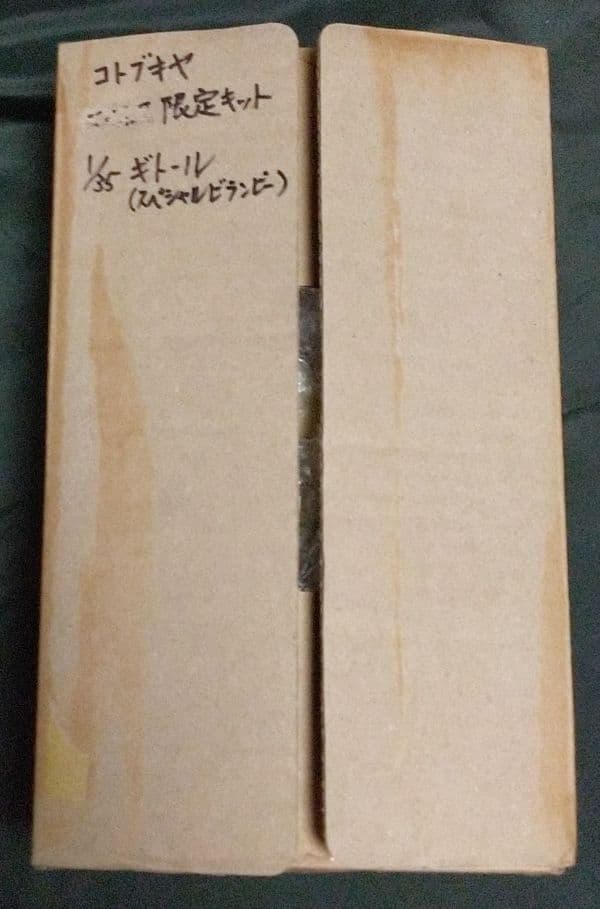 コトブキヤ
限定キット
1/35 ギトール
(スペシャルビランビー)